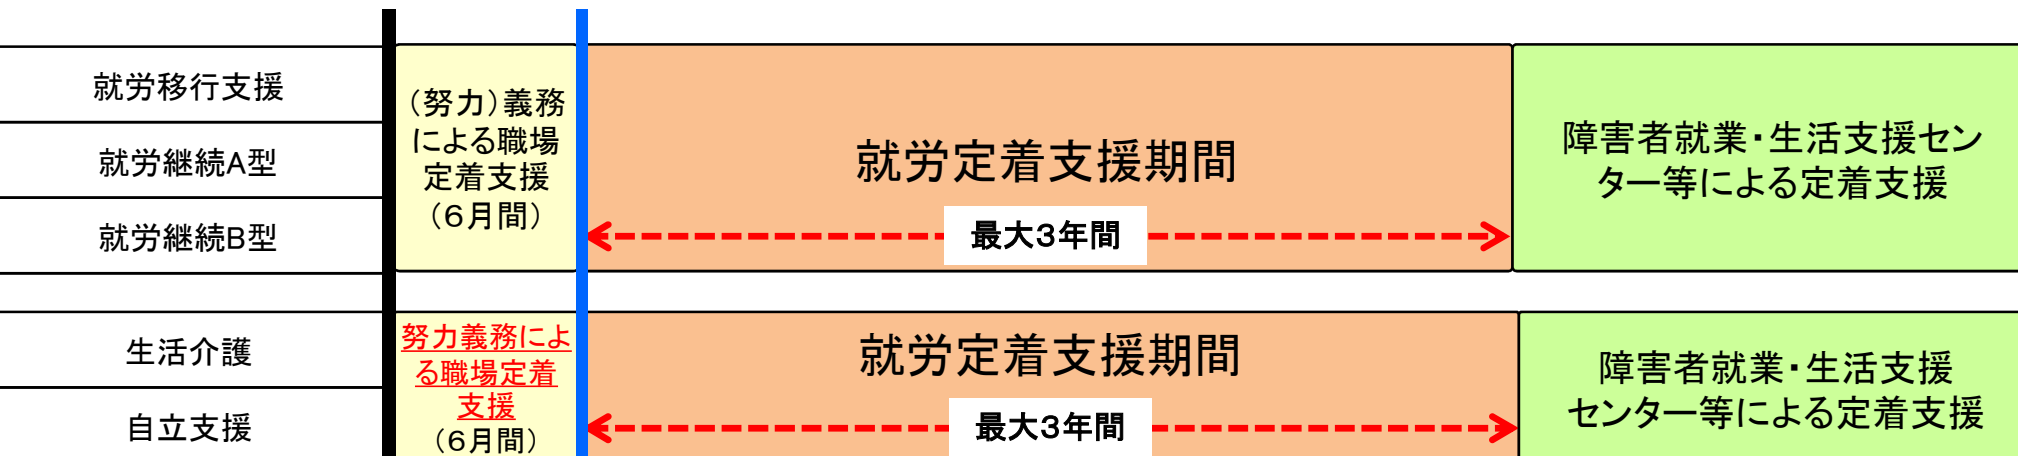 就労移行支援
就労継続A型
就労継続B型
（努力）義務
による職場
定着支援
（６月間）
就労定着支援期間
最大３年間
障害者就業・生活支援セン
ター等による定着支援
生活介護
自立支援
努力義務によ
る職場定着
支援
（６月間）
就労定着支援期間
最大３年間
障害者就業・生活支援
センター等による定着支援